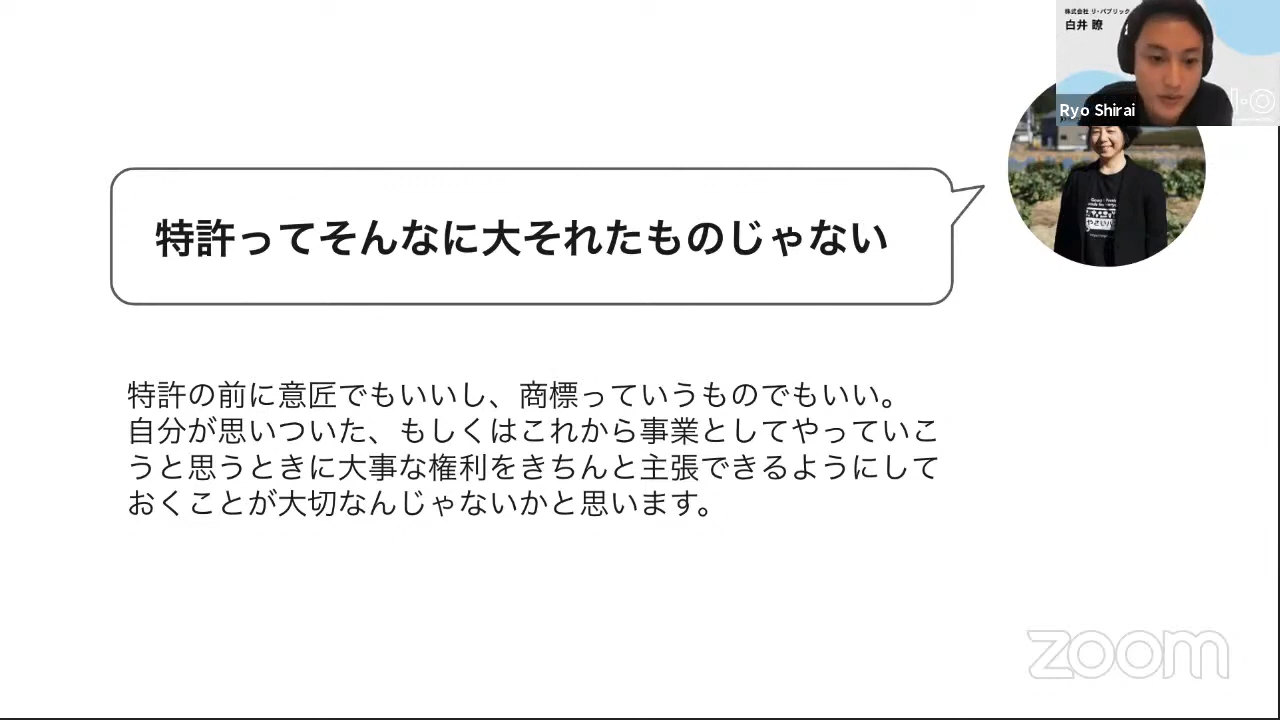 株式会社 リ・パブリック
白井 瞭
Ryo Shirai
特許ってそんなに大それたものじゃない
特許の前に意匠でもいいし、商標っていうものでもいい。
自分が思いついた、もしくはこれから事業としてやっていこ
うと思うときに大事な権利をきちんと主張できるようにして
おくことが大切なんじゃないかと思います。
zoom